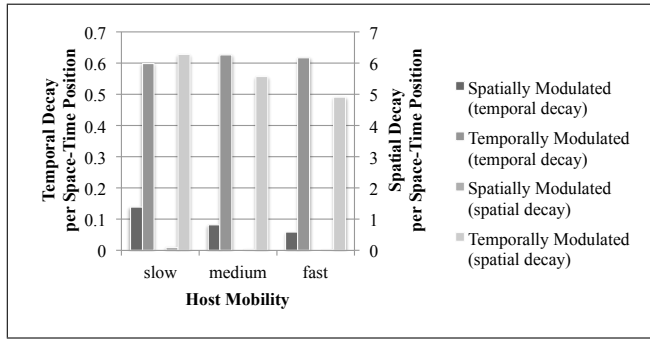 0.7
0.6
0.5
0.4
0.3
0.2
0.1
0
Temporal Decay
per Space-Time Position
7
6
5
4
3
2
1
0
Spatial Decay
per Space-Time Position
slow medium fast
Host Mobility
Spatially Modulated
(temporal decay)
Temporally Modulated
(temporal decay)
Spatially Modulated
(spatial decay)
Temporally Modulated
(spatial decay)